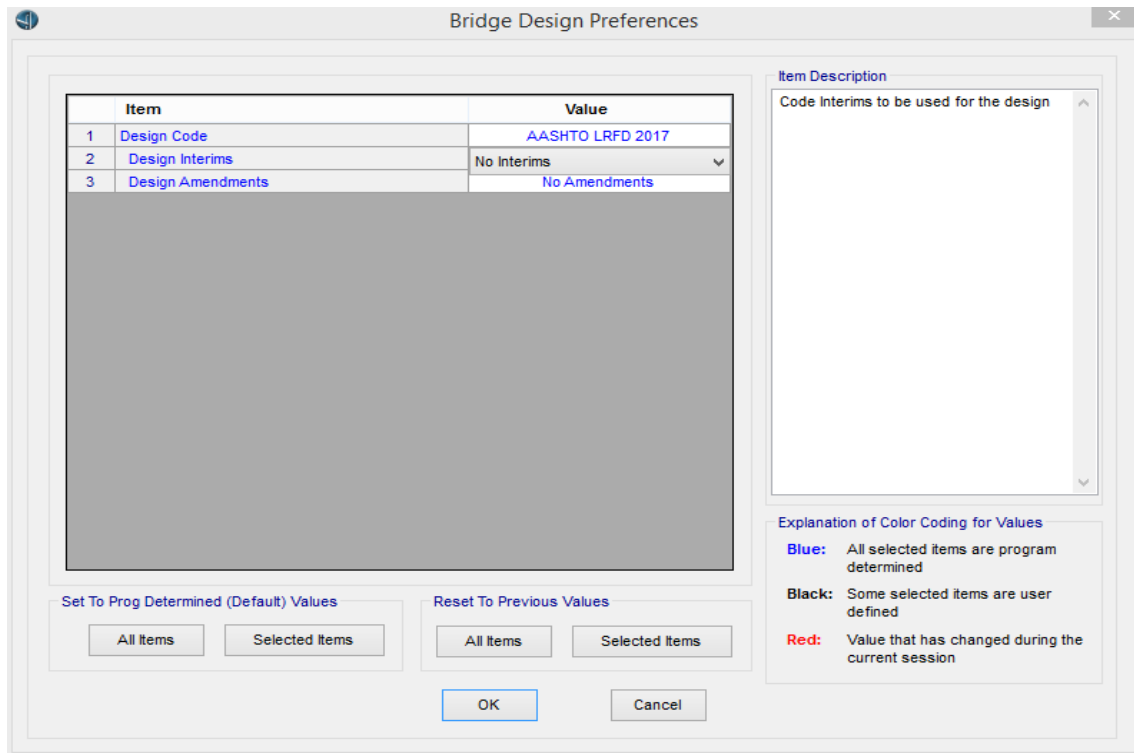 Bridge Design Preferences
Item Value
1 Design Code AASHTO LRFD 2017
2 Design Interims No Interims
3 Design Amendments No Amendments
Item Description
Code Interims to be used for the design
Explanation of Color Coding for Values
Blue: All selected items are program
determined
Black: Some selected items are user
defined
Red: Value that has changed during the
current session
Set To Prog Determined (Default) Values
All Items Selected Items
Reset To Previous Values
All Items Selected Items
OK Cancel